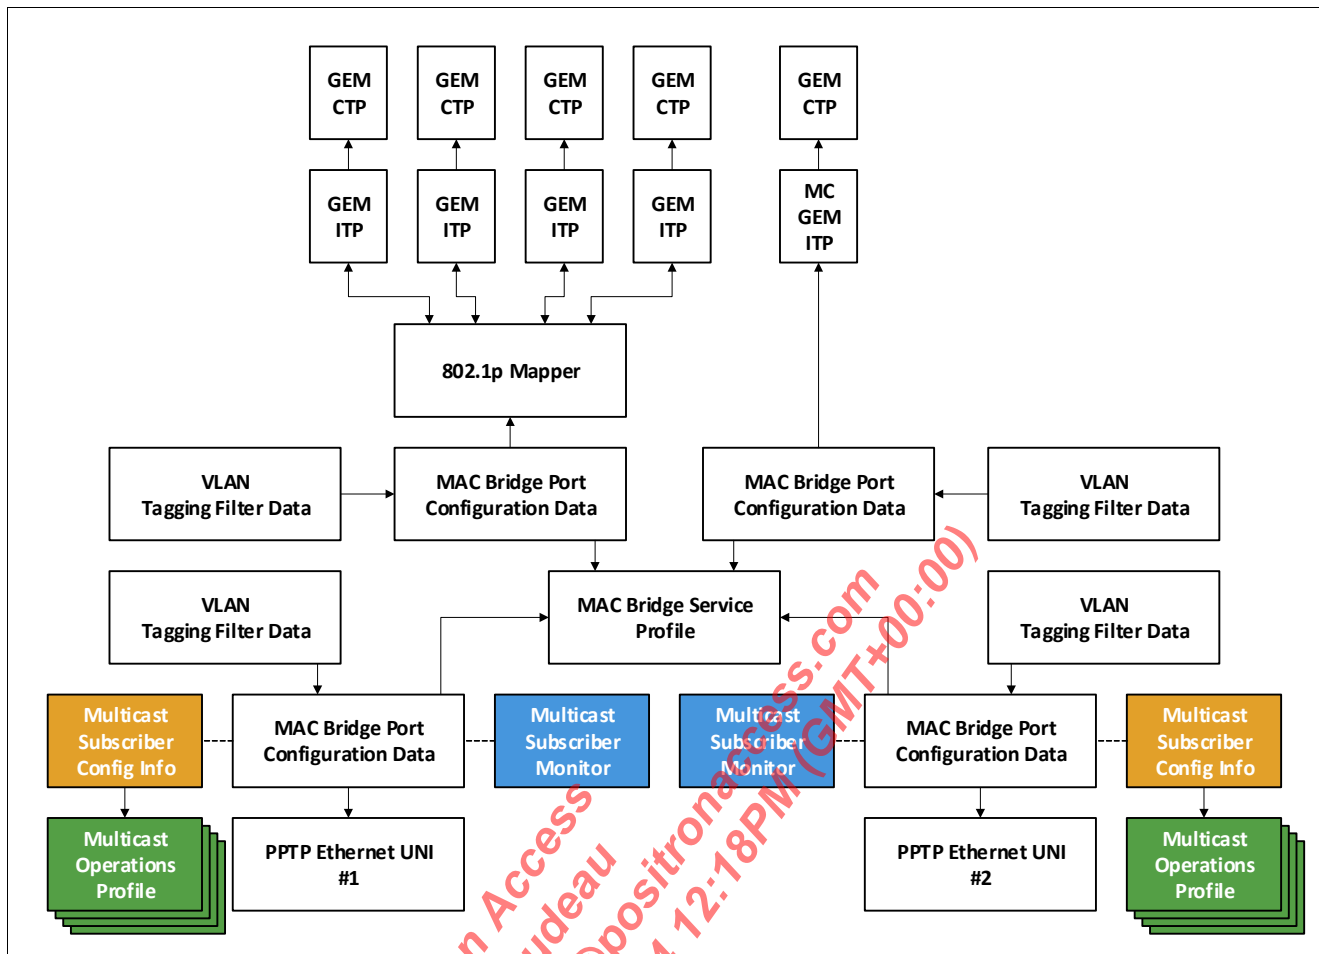 GEM
CTP
GEM
CTP
GEM
CTP
GEM
CTP
GEM
CTP
GEM
ITP
GEM
ITP
GEM
ITP
GEM
ITP
MC
GEM
ITP
802.1p Mapper
VLAN
Tagging Filter Data
MAC Bridge Port
Configuration Data
MAC Bridge Port
Configuration Data
VLAN
Tagging Filter Data
VLAN
Tagging Filter Data
MAC Bridge Service
Profile
VLAN
Tagging Filter Data
Multicast
Subscriber
Config Info
MAC Bridge Port
Configuration Data
Multicast
Subscriber
Monitor
Multicast
Subscriber
Monitor
MAC Bridge Port
Configuration Data
Multicast
Subscriber
Config Info
Multicast
Operations
Profile
PPTP Ethernet UNI
#1
PPTP Ethernet UNI
#2
Multicast
Operations
Profile
Access
positronaccess.com
12:18PM (GMT+00:00)